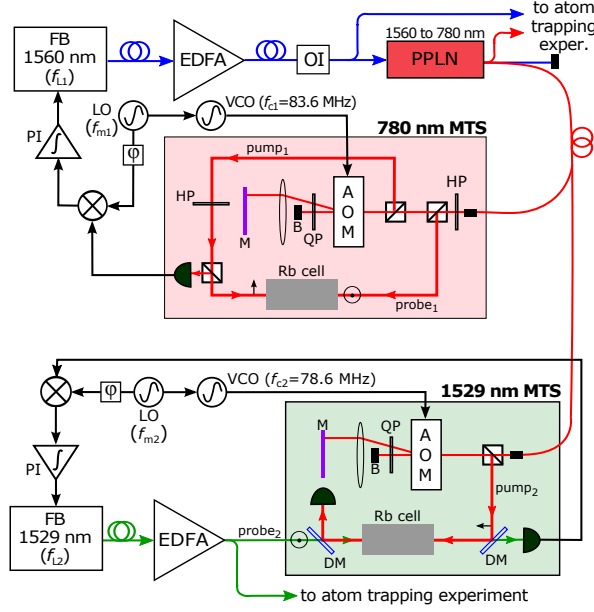 to atom
trapping
exper.
FB
1560 nm
(fL1)
EDFA
OI
1560 to 780 nm
PPLN
LO
(fm1)
VCO (fc1=83.6 MHz)
PI
φ
780 nm MTS
pump1
HP
M
B
QP
A
O
M
HP
Rb cell
probe1
φ
LO
(fm2)
VCO (fc2=78.6 MHz)
1529 nm MTS
PI
M
B
QP
A
O
M
pump2
FB
1529 nm
(fL2)
EDFA
probe2
Rb cell
DM
DM
to atom trapping experiment